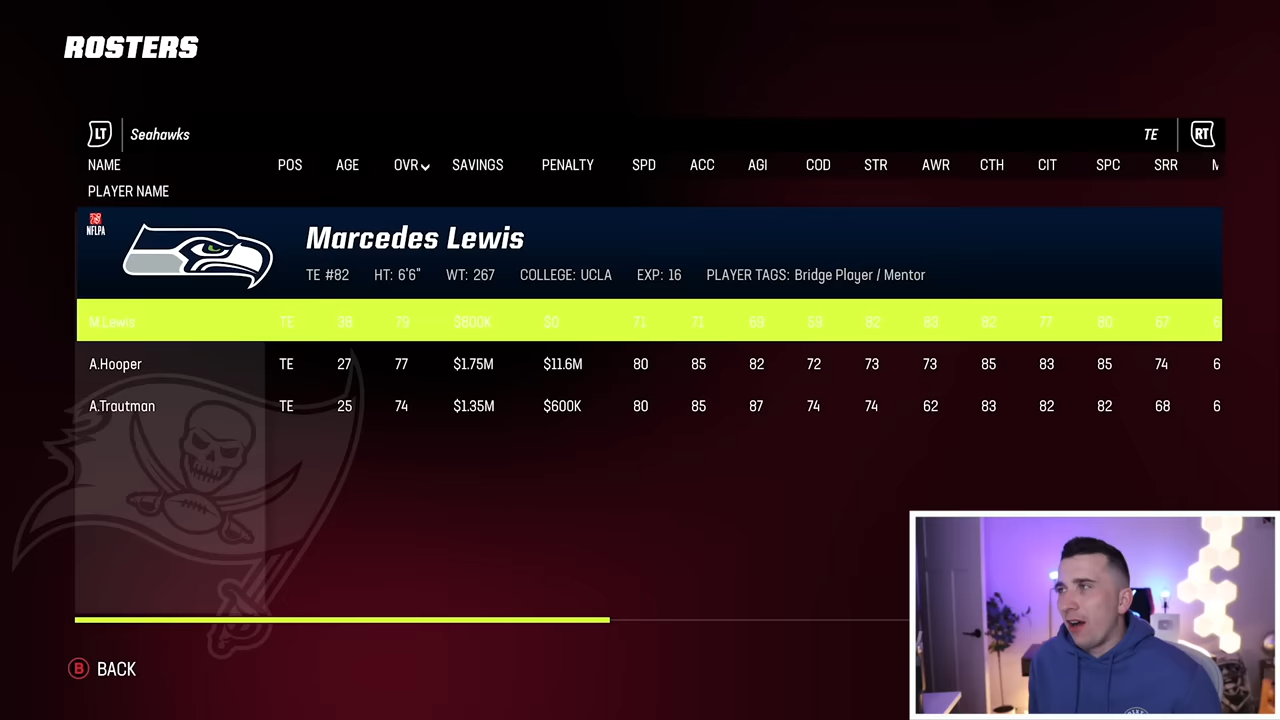 ROSTERS
LT Seahawks TE RT
NAME POS AGE OVR SAVINGS PENALTY SPD ACC AGI COD STR AWR CTH CIT SPC SRR
PLAYER NAME
NFLPA
Marcedes Lewis
TE #82 HT: 6'6" WT: 267 COLLEGE: UCLA EXP: 16 PLAYER TAGS: Bridge Player / Mentor
M.Lewis TE 38 79 $800K $0 71 71 69 59 82 83 82 77 80 67 6
A.Hooper TE 27 77 $1.75M $11.6M 80 85 82 72 73 73 85 83 85 74 6
A.Trautman TE 25 74 $1.35M $600K 80 85 87 74 74 62 83 82 82 68 6
B BACK